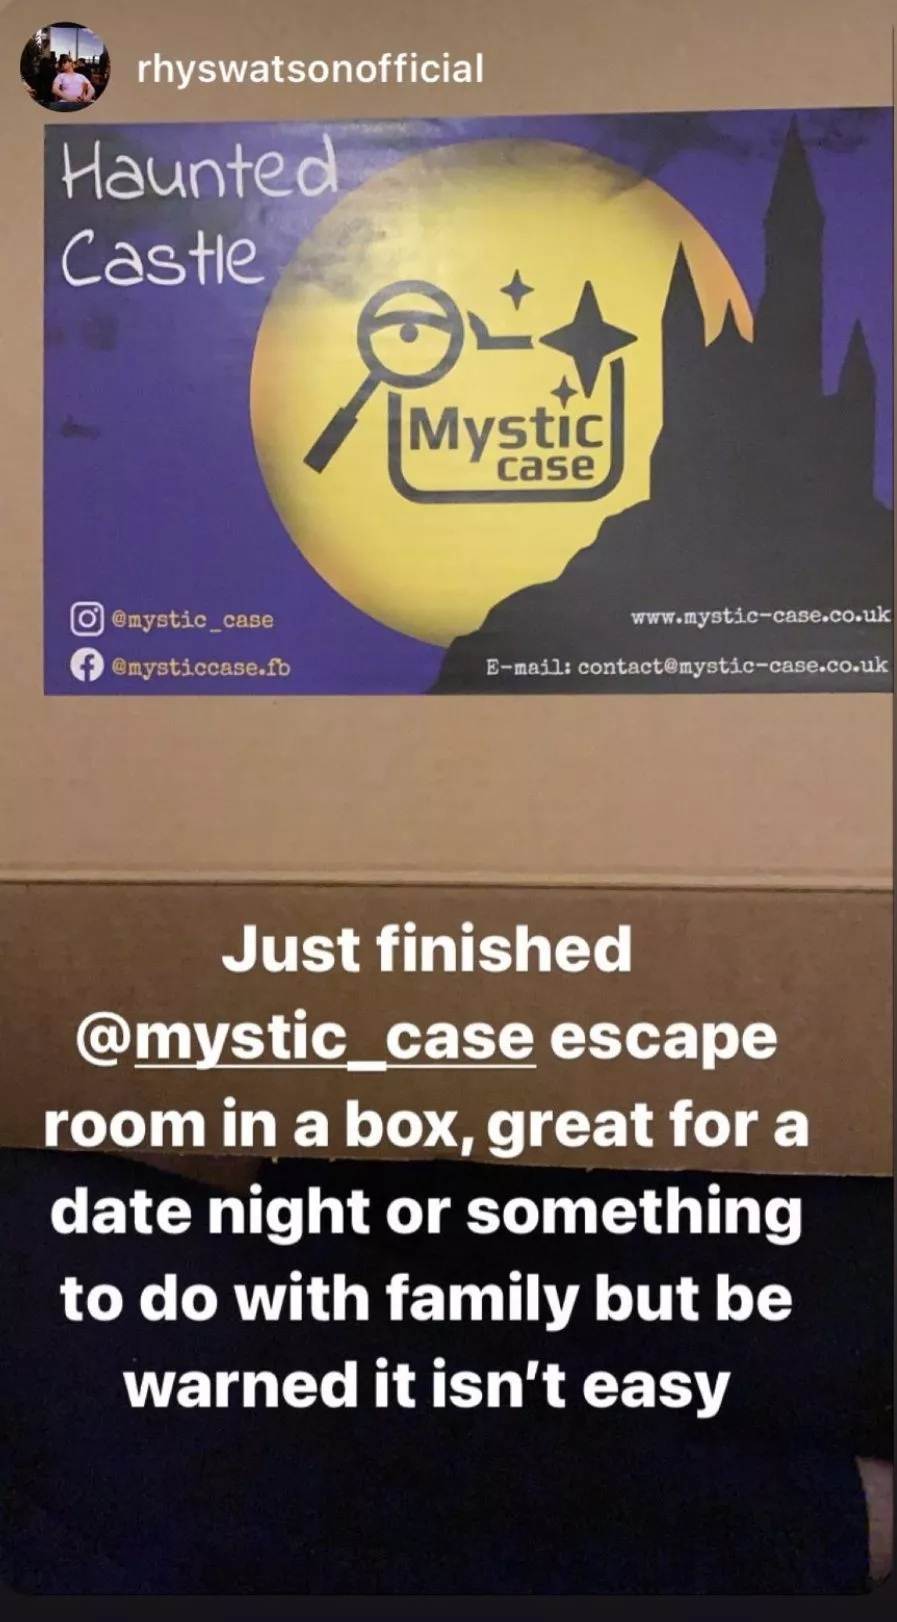 rhyswatsonofficial
Haunted
Castle
Mystic
case
@mystic_case
@mysticcase.fb
www.mystic-case.co.uk
E-mail: contact@mystic-case.co.uk
Just finished
@mystic_case escape
room in a box, great for a
date night or something
to do with family but be
warned it isn't easy